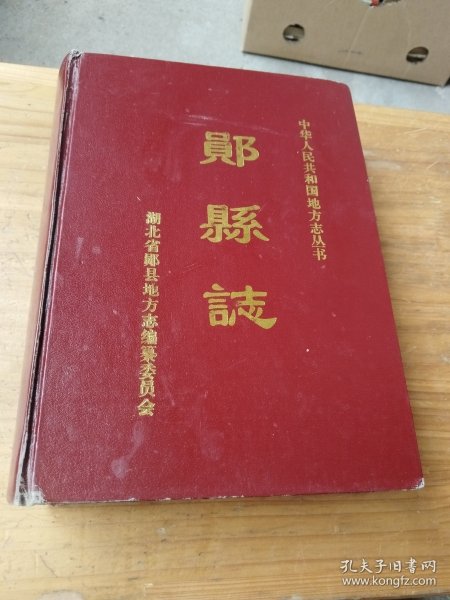 中华人民共和国地方志丛书
鄖縣誌
湖北省郧县地方志编纂委员会
孔夫子旧书网
www.kongfz.com